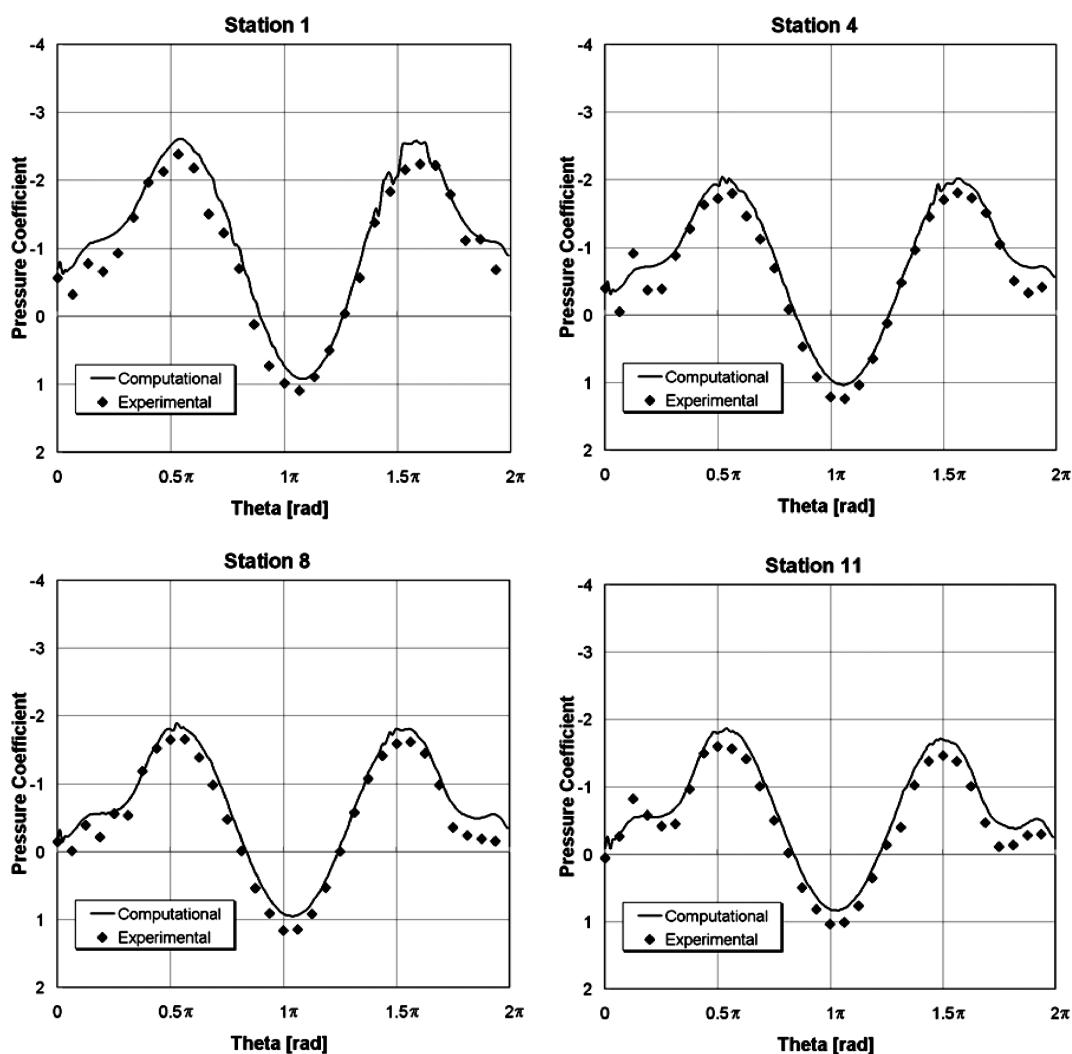 Station 1
-4
-3
-2
-1
0
1
2
Pressure Coefficient
Computational
Experimental
0
0.5π
1π
1.5π
2π
Theta [rad]
Station 4
-4
-3
-2
-1
0
1
2
Pressure Coefficient
Computational
Experimental
0
0.5π
1π
1.5π
2π
Theta [rad]
Station 8
-4
-3
-2
-1
0
1
2
Pressure Coefficient
Computational
Experimental
0
0.5π
1π
1.5π
2π
Theta [rad]
Station 11
-4
-3
-2
-1
0
1
2
Pressure Coefficient
Computational
Experimental
0
0.5π
1π
1.5π
2π
Theta [rad]